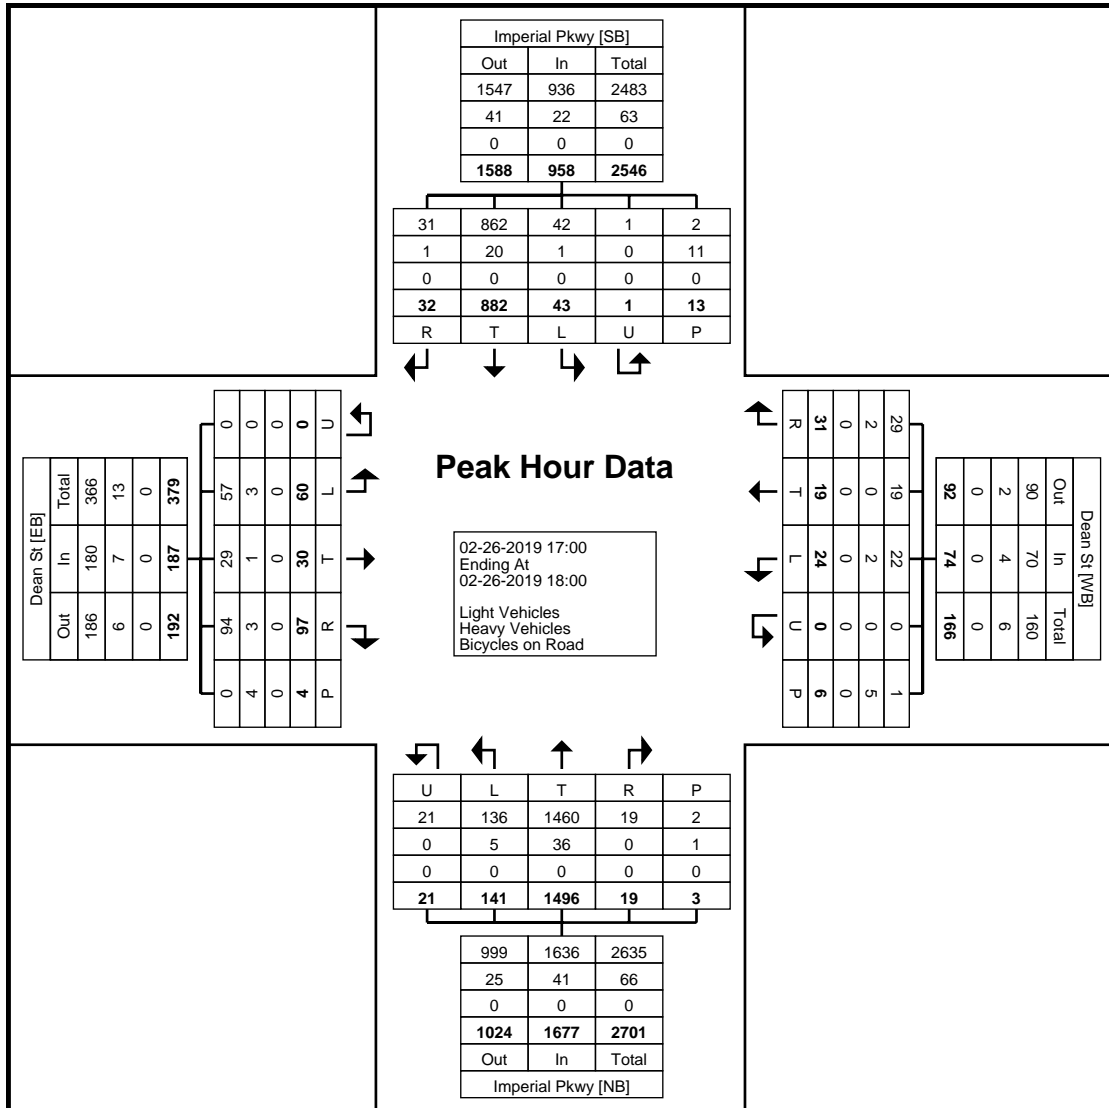 Imperial Pkwy [SB]
Out In Total
1547 936 2483
41 22 63
0 0 0
1588 958 2546
31 862 42 1 2
1 20 1 0 11
0 0 0 0 0
32 882 43 1 13
R T L U P
Dean St [EB]
Total 366 13 0 379
In 180 7 0 187
Out 186 6 0 192
0 0 0 0 U
57 3 0 60 L
29 1 0 30 T
94 3 0 97 R
0 4 0 4 P
Peak Hour Data
02-26-2019 17:00
Ending At
02-26-2019 18:00
Light Vehicles
Heavy Vehicles
Bicycles on Road
R 31 0 2 29
T 19 0 0 19
L 24 0 2 22
U 0 0 0 0
P 6 0 5 1
92 0 2 90 Out
74 0 4 70 In
166 0 6 160 Total
Dean St [WB]
U L T R P
21 136 1460 19 2
0 5 36 0 1
0 0 0 0 0
21 141 1496 19 3
999 1636 2635
25 41 66
0 0 0
1024 1677 2701
Out In Total
Imperial Pkwy [NB]